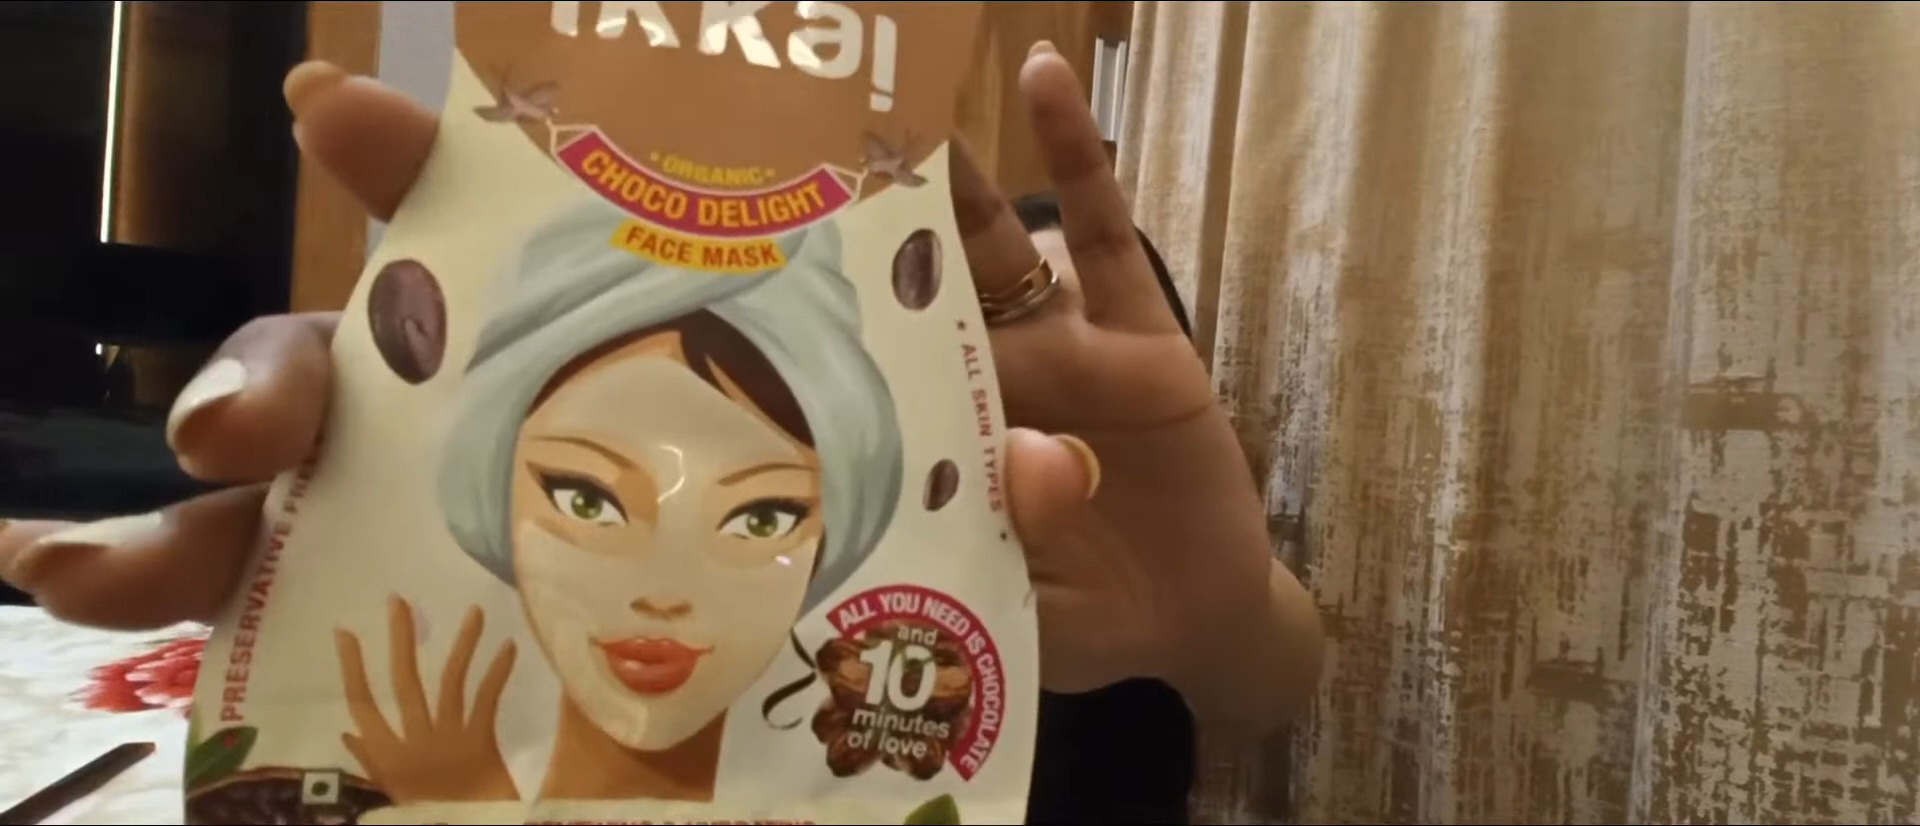 ikkai
•ORGANIC•
CHOCO DELIGHT
FACE MASK
• ALL SKIN TYPES •
• PRESERVATIVE
ALL YOU NEED IS CHOCOLATE
and
10
minutes
of love